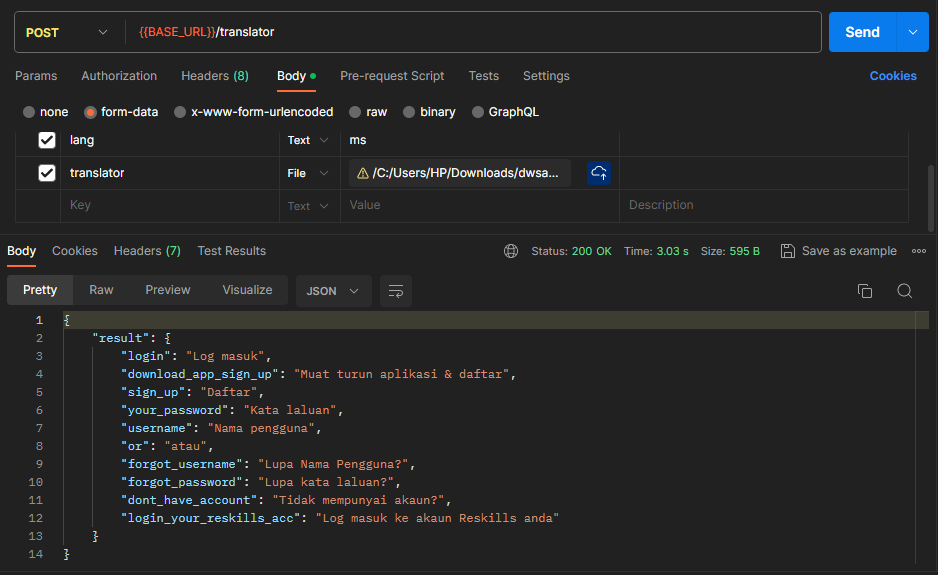 POST {{BASE_URL}}/translator Send
Params Authorization Headers (8) Body Pre-request Script Tests Settings Cookies
none form-data x-www-form-urlencoded raw binary GraphQL
lang Text ms
translator File /C:/Users/HP/Downloads/dwsa...
Key Text Value Description
Body Cookies Headers (7) Test Results Status: 200 OK Time: 3.03 s Size: 595 B Save as example
Pretty Raw Preview Visualize JSON
1 {
2 "result": {
3 "login": "Log masuk",
4 "download_app_sign_up": "Muat turun aplikasi & daftar",
5 "sign_up": "Daftar",
6 "your_password": "Kata laluan",
7 "username": "Nama pengguna",
8 "or": "atau",
9 "forgot_username": "Lupa Nama Pengguna?",
10 "forgot_password": "Lupa kata laluan?",
11 "dont_have_account": "Tidak mempunyai akaun?",
12 "login_your_reskills_acc": "Log masuk ke akaun Reskills anda"
13 }
14 }